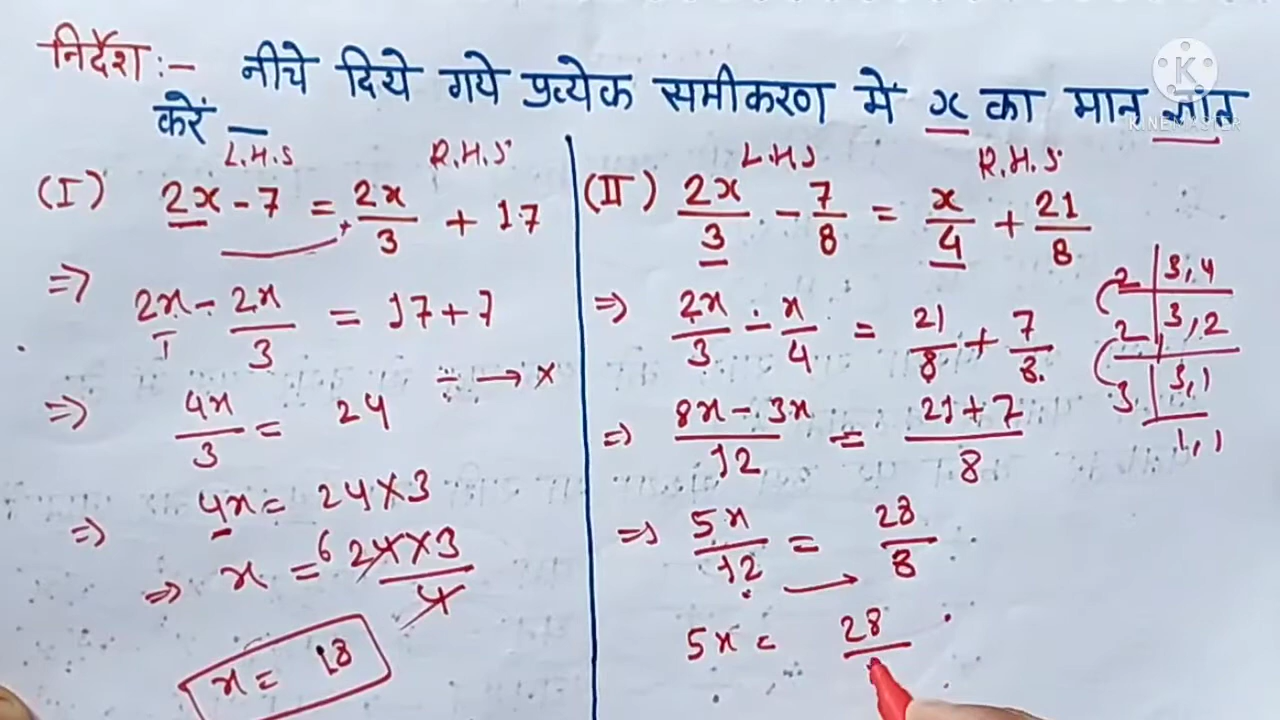 निर्देश :- नीचे दिये गये प्रत्येक समीकरण में x का मान ज्ञात
करें -
K
KINEMASTER
L.H.S R.H.S
(I) 2x - 7 = 2x/3 + 17
⇒ 2x/1 - 2x/3 = 17 + 7
⇒ 4x/3 = 24 ÷ → ×
⇒ 4x = 24 × 3
⇒ x = 6 24 × 3 / 4
x = 18
L.H.S R.H.S
(II) 2x/3 - 7/8 = x/4 + 21/8
⇒ 2x/3 - x/4 = 21/8 + 7/8
⇒ 8x - 3x / 12 = 21 + 7 / 8
⇒ 5x/12 = 28/8
5x = 28
2 | 3, 4
2 | 3, 2
3 | 3, 1
1, 1